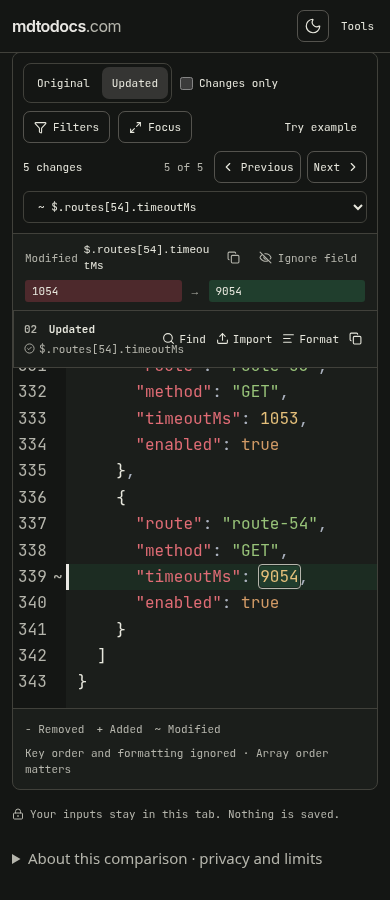 mdtodocs.com
Tools
Original Updated Changes only
Filters Focus Try example
5 changes 5 of 5 Previous Next
~ $.routes[54].timeoutMs
Modified $.routes[54].timeou
tMs
Ignore field
1054 → 9054
02 Updated
$.routes[54].timeoutMs
Find Import Format
332 "method": "GET",
333 "timeoutMs": 1053,
334 "enabled": true
335 },
336 {
337 "route": "route-54",
338 "method": "GET",
339 ~ "timeoutMs": 9054,
340 "enabled": true
341 }
342 ]
343 }
- Removed + Added ~ Modified
Key order and formatting ignored · Array order
matters
Your inputs stay in this tab. Nothing is saved.
About this comparison · privacy and limits